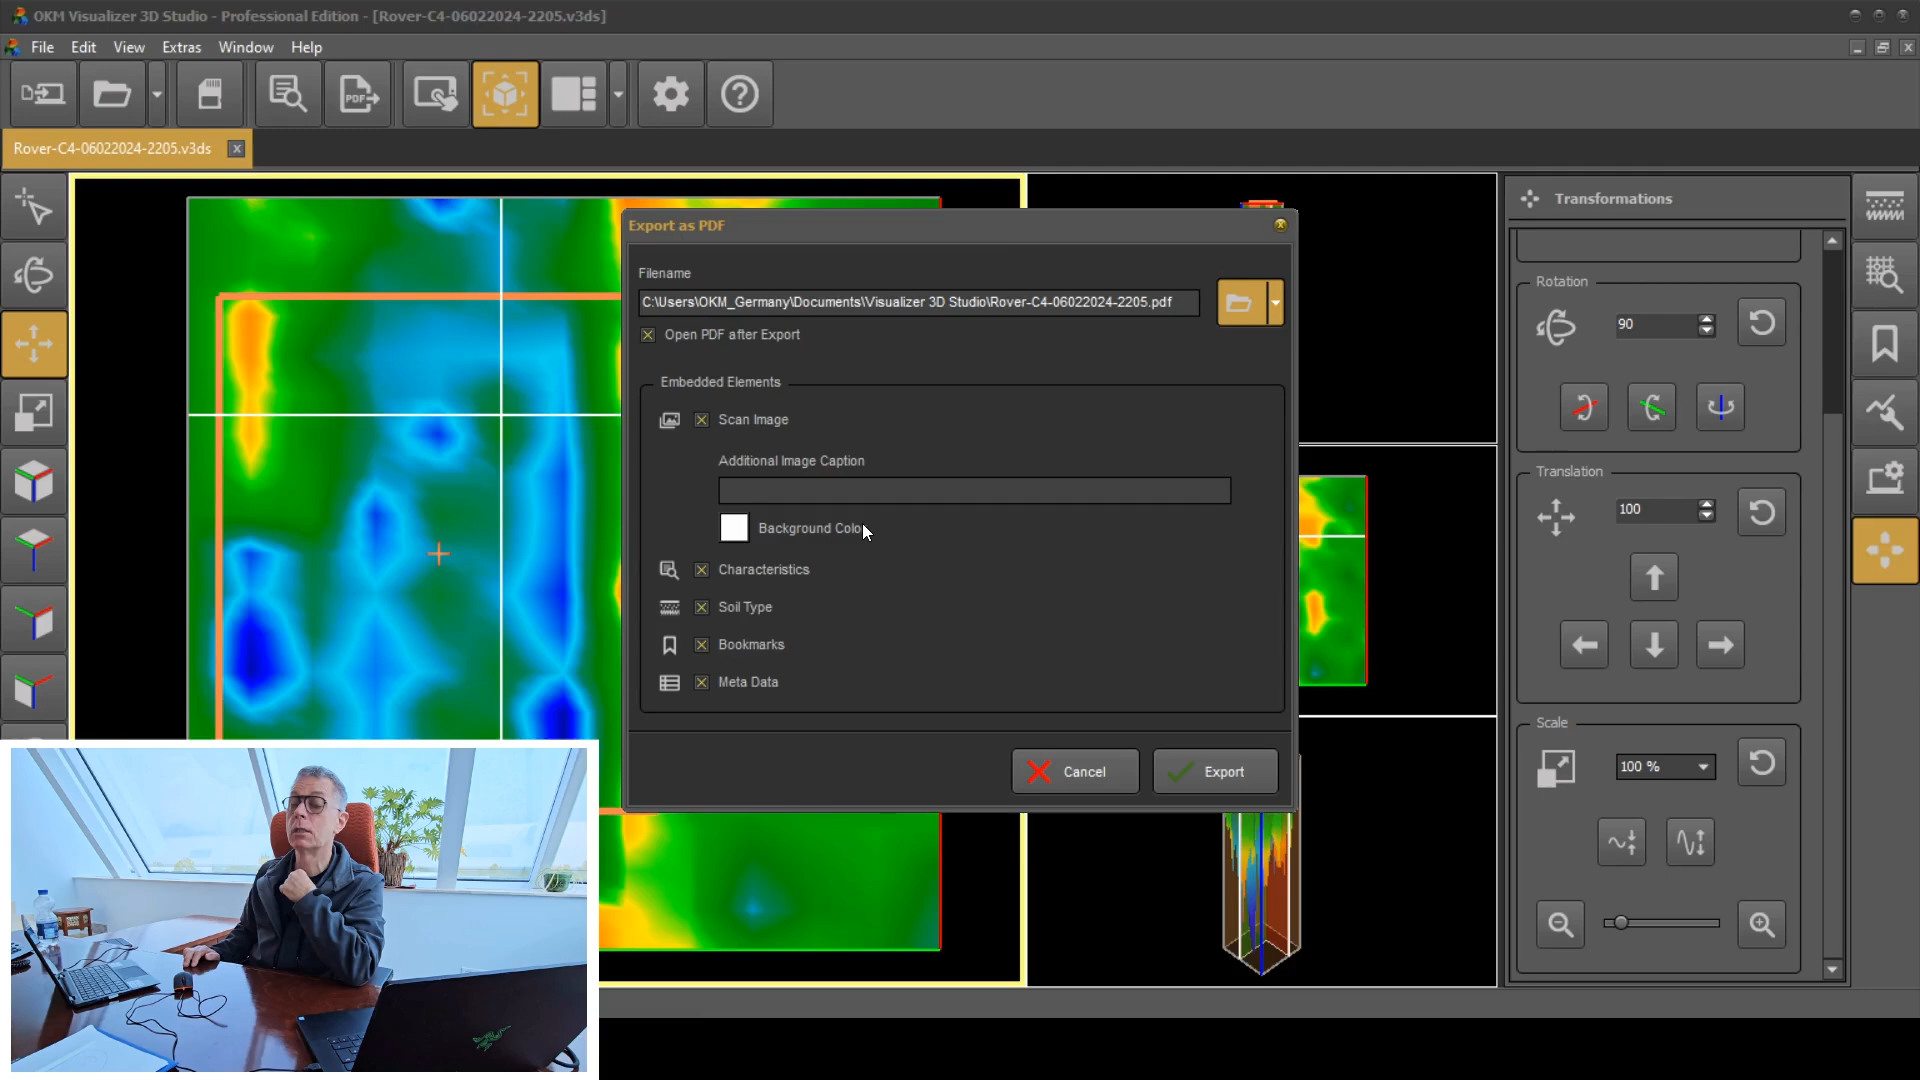 OKM Visualizer 3D Studio - Professional Edition - [Rover-C4-06022024-2205.v3ds]
File Edit View Extras Window Help
PDF
Rover-C4-06022024-2205.v3ds
Export as PDF
Filename
C:\Users\OKM_Germany\Documents\Visualizer 3D Studio\Rover-C4-06022024-2205.pdf
Open PDF after Export
Embedded Elements
Scan Image
Additional Image Caption
Background Colo
Characteristics
Soil Type
Bookmarks
Meta Data
Cancel
Export
Transformations
Rotation
90
Translation
100
Scale
100 %